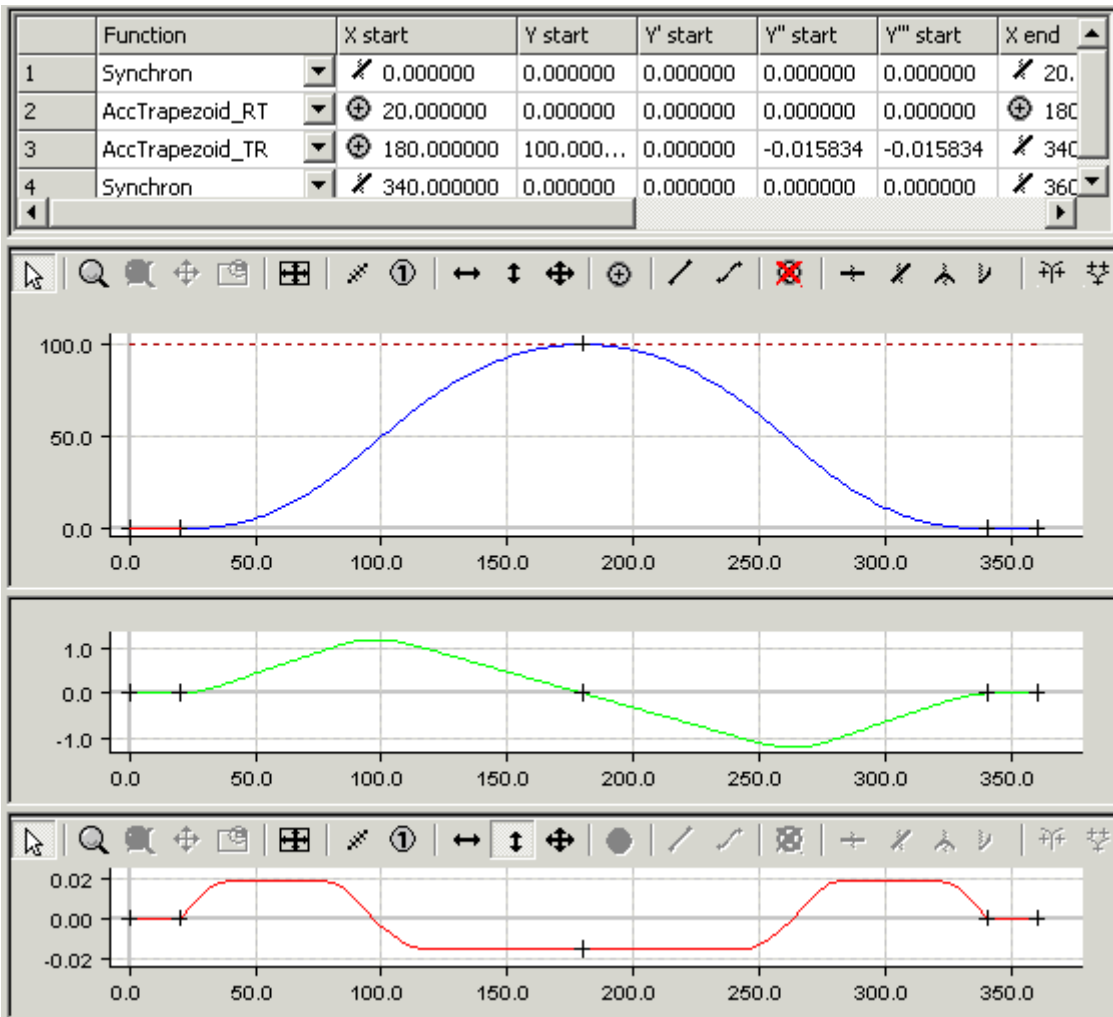 Function X start Y start Y' start Y'' start Y''' start X end
1 Synchron 0.000000 0.000000 0.000000 0.000000 0.000000 20.
2 AccTrapezoid_RT 20.000000 0.000000 0.000000 0.000000 0.000000 180
3 AccTrapezoid_TR 180.000000 100.000... 0.000000 -0.015834 -0.015834 340
4 Synchron 340.000000 0.000000 0.000000 0.000000 0.000000 360
1
100.0
50.0
0.0
0.0 50.0 100.0 150.0 200.0 250.0 300.0 350.0
1.0
0.0
-1.0
0.0 50.0 100.0 150.0 200.0 250.0 300.0 350.0
1
0.02
0.00
-0.02
0.0 50.0 100.0 150.0 200.0 250.0 300.0 350.0